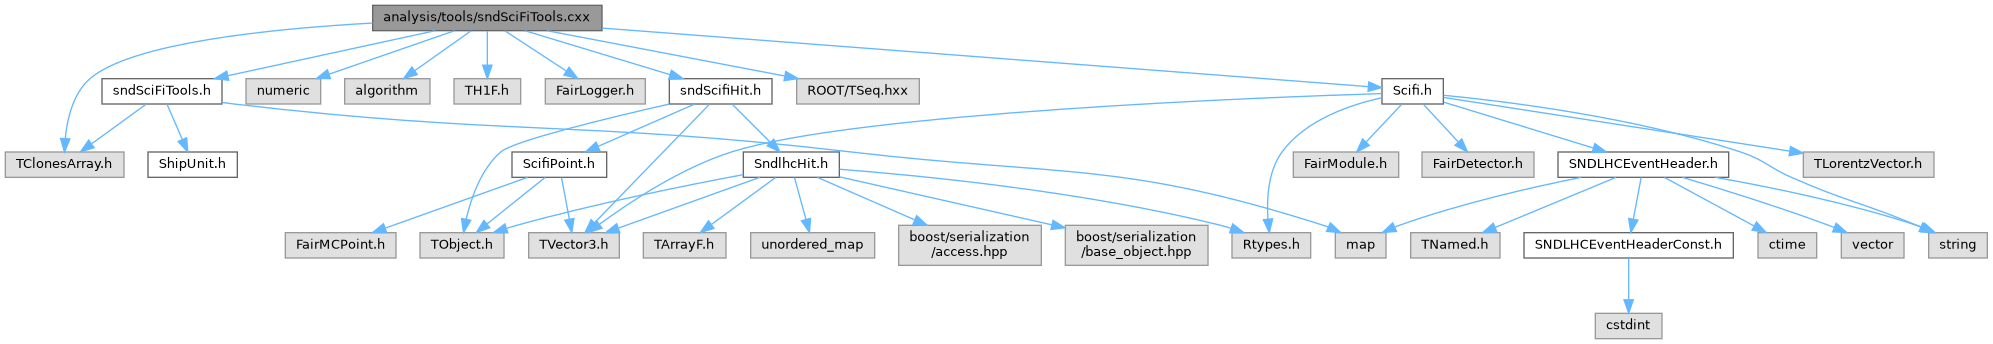 analysis/tools/sndSciFiTools.cxx
sndSciFiTools.h
numeric
algorithm
TH1F.h
FairLogger.h
sndScifiHit.h
ROOT/TSeq.hxx
Scifi.h
TClonesArray.h
ShipUnit.h
ScifiPoint.h
SndlhcHit.h
FairModule.h
FairDetector.h
SNDLHCEventHeader.h
TLorentzVector.h
FairMCPoint.h
TObject.h
TVector3.h
TArrayF.h
unordered_map
boost/serialization
/access.hpp
boost/serialization
/base_object.hpp
Rtypes.h
map
TNamed.h
SNDLHCEventHeaderConst.h
ctime
vector
string
cstdint